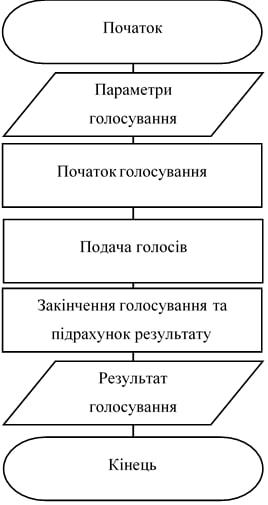 Початок
Параметри
голосування
Початок голосування
Подача голосів
Закінчення голосування та
підрахунок результату
Результат
голосування
Кінець